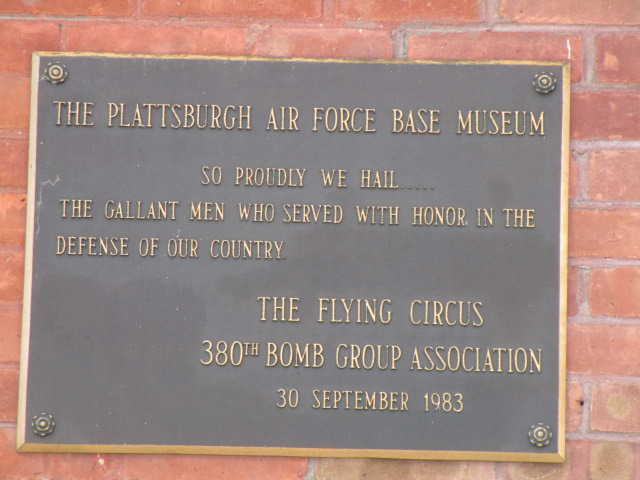 THE PLATTSBURGH AIR FORCE BASE MUSEUM
SO PROUDLY WE HAIL.....
THE GALLANT MEN WHO SERVED WITH HONOR, IN THE
DEFENSE OF OUR COUNTRY.
THE FLYING CIRCUS
380TH BOMB GROUP ASSOCIATION
30 SEPTEMBER 1983